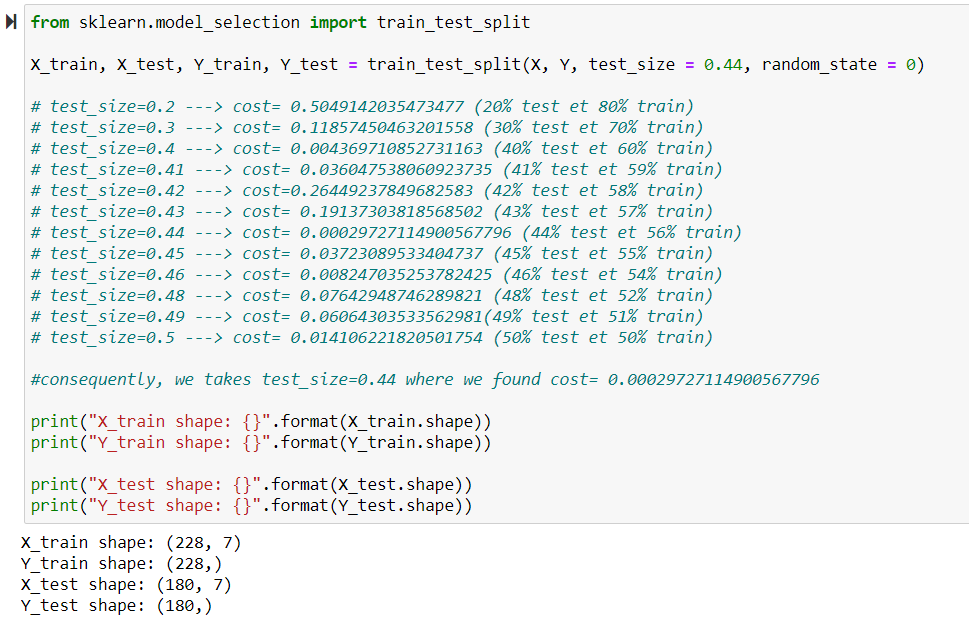 from sklearn.model_selection import train_test_split
X_train, X_test, Y_train, Y_test = train_test_split(X, Y, test_size = 0.44, random_state = 0)
# test_size=0.2 ---> cost= 0.5049142035473477 (20% test et 80% train)
# test_size=0.3 ---> cost= 0.11857450463201558 (30% test et 70% train)
# test_size=0.4 ---> cost= 0.004369710852731163 (40% test et 60% train)
# test_size=0.41 ---> cost= 0.036047538060923735 (41% test et 59% train)
# test_size=0.42 ---> cost=0.26449237849682583 (42% test et 58% train)
# test_size=0.43 ---> cost= 0.19137303818568502 (43% test et 57% train)
# test_size=0.44 ---> cost= 0.00029727114900567796 (44% test et 56% train)
# test_size=0.45 ---> cost= 0.03723089533404737 (45% test et 55% train)
# test_size=0.46 ---> cost= 0.008247035253782425 (46% test et 54% train)
# test_size=0.48 ---> cost= 0.07642948746289821 (48% test et 52% train)
# test_size=0.49 ---> cost= 0.06064303533562981(49% test et 51% train)
# test_size=0.5 ---> cost= 0.014106221820501754 (50% test et 50% train)
#consequently, we takes test_size=0.44 where we found cost= 0.00029727114900567796
print("X_train shape: {}".format(X_train.shape))
print("Y_train shape: {}".format(Y_train.shape))
print("X_test shape: {}".format(X_test.shape))
print("Y_test shape: {}".format(Y_test.shape))
X_train shape: (228, 7)
Y_train shape: (228,)
X_test shape: (180, 7)
Y_test shape: (180,)